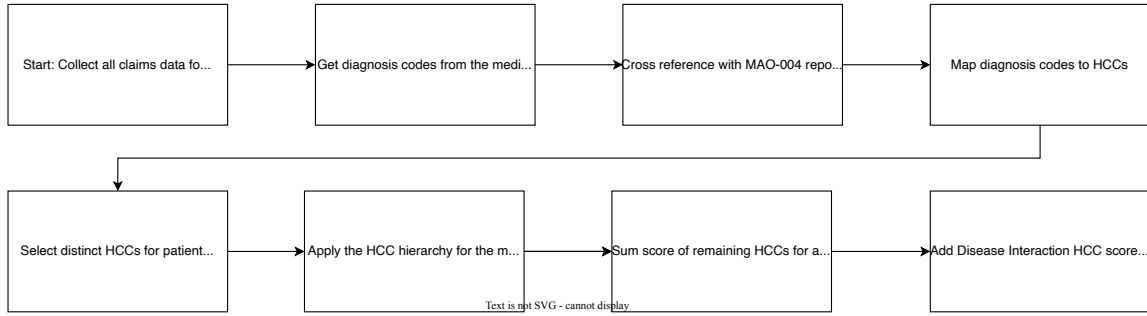 Start: Collect all claims data fo...
Get diagnosis codes from the medi...
Cross reference with MAO-004 repo...
Map diagnosis codes to HCCs
Select distinct HCCs for patient...
Apply the HCC hierarchy for the m...
Sum score of remaining HCCs for a...
Add Disease Interaction HCC score...
Text is not SVG - cannot display